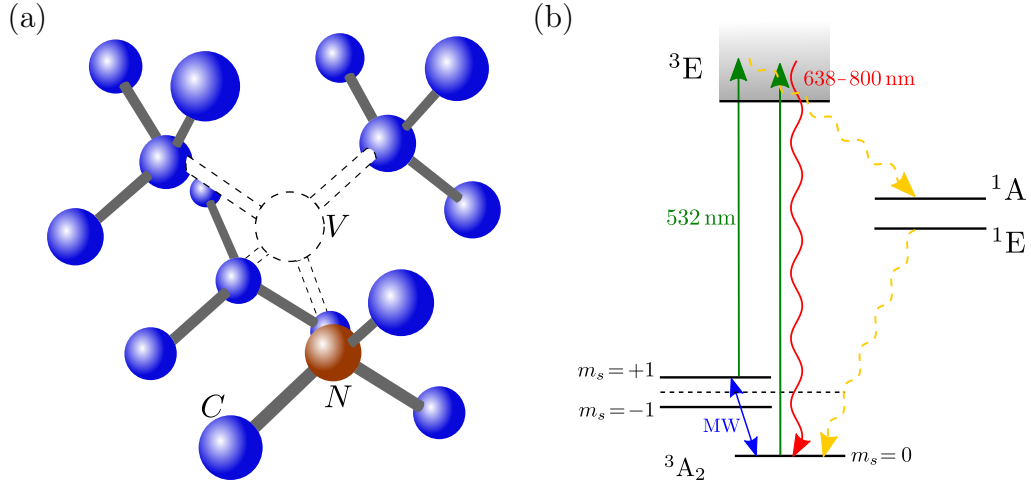 (a)
V
N
C
(b)
³E
638–800 nm
532 nm
¹A
¹E
mₛ = +1
mₛ = −1
MW
³A₂
mₛ = 0